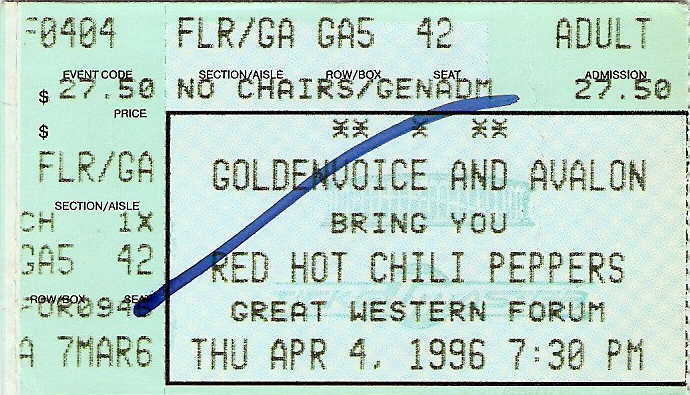 F0404 FLR/GA GA5 42 ADULT
EVENT CODE SECTION/AISLE ROW/BOX SEAT ADMISSION
$ 27.50 NO CHAIRS/GENADM 27.50
PRICE
$
** * **
FLR/GA GOLDENVOICE AND AVALON
SECTION/AISLE
CH 1X BRING YOU
GA5 42 RED HOT CHILI PEPPERS
ROW/BOX SEAT
FOR094 GREAT WESTERN FORUM
A 7MAR6 THU APR 4, 1996 7:30 PM